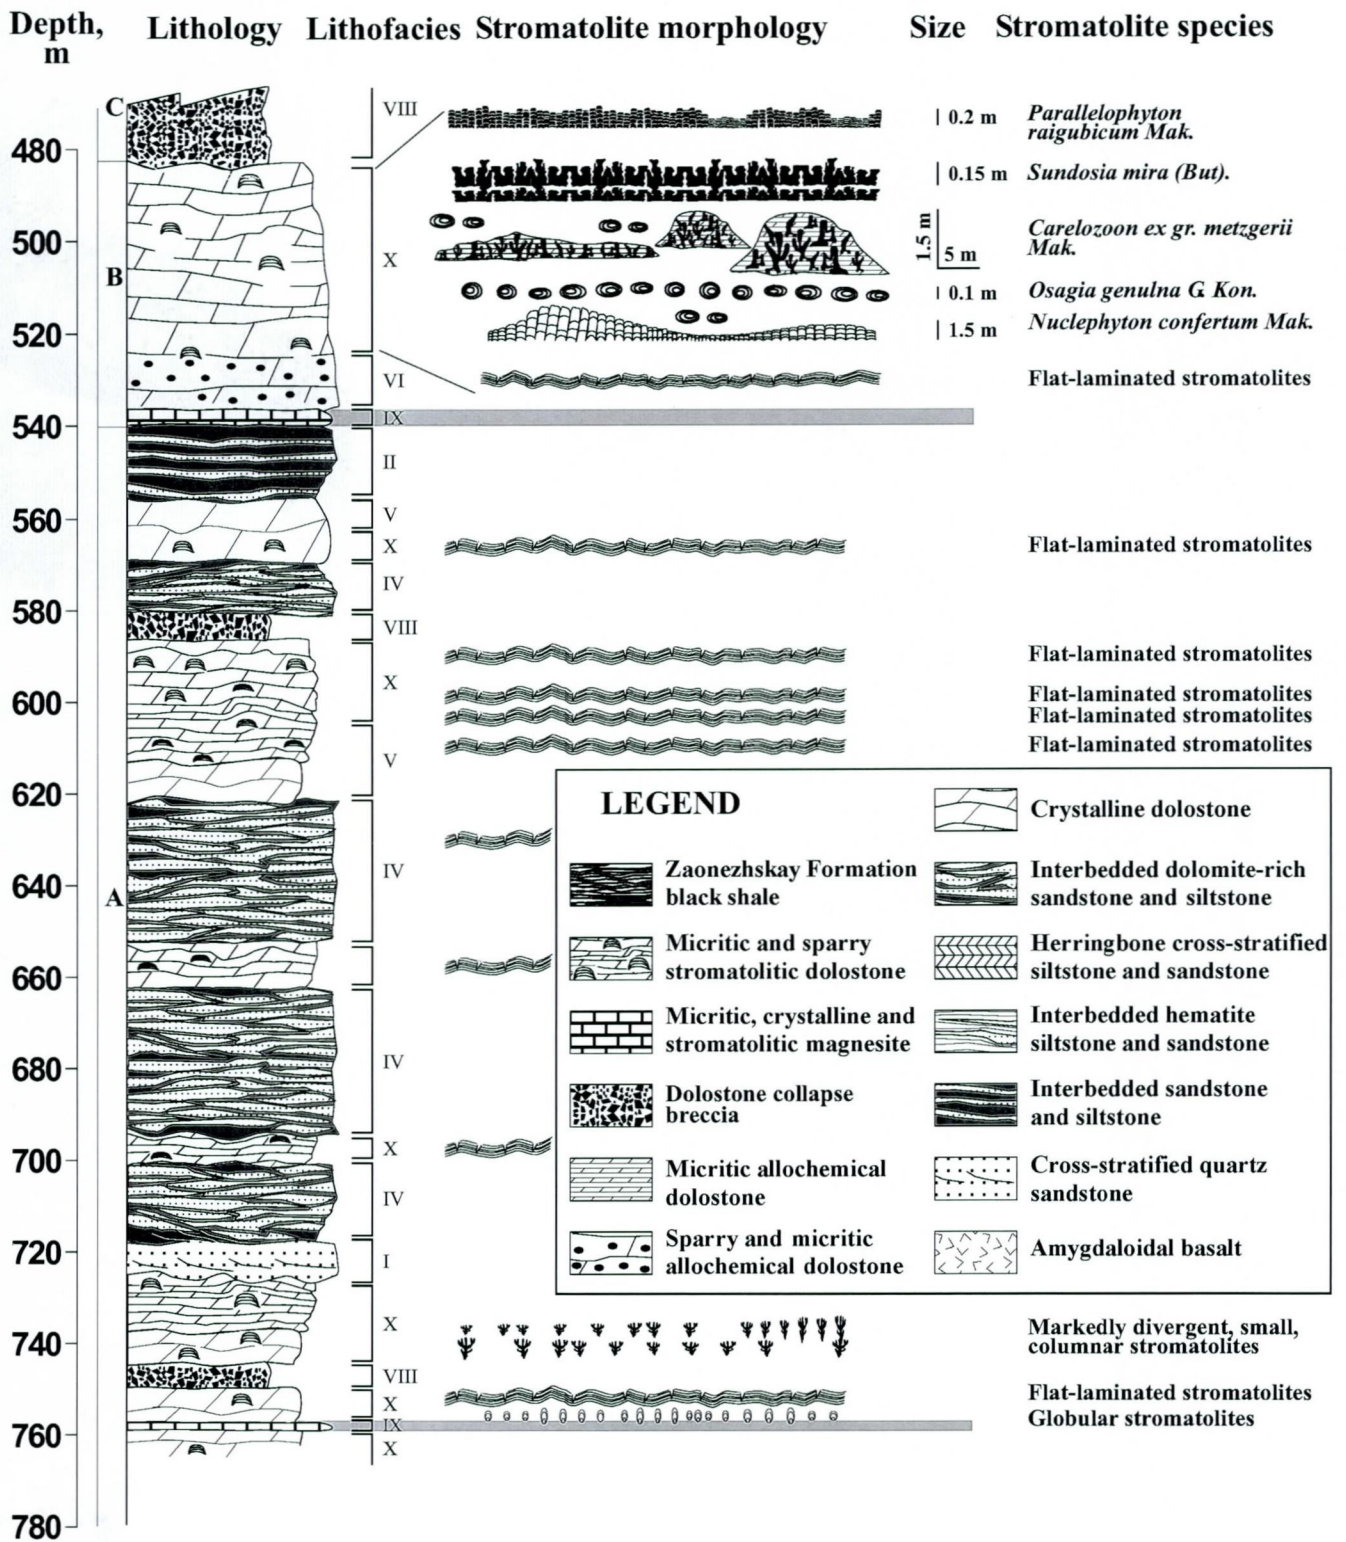 Depth, m
Lithology
Lithofacies
Stromatolite morphology
Size
Stromatolite species
C
VIII
0.2 m
Parallelophyton
raigubicum Mak.
480
0.15 m
Sundosia mira (But).
500
B
X
1.5 m
5 m
Carelozoon ex gr. metzgerii
Mak.
0.1 m
Osagia genulna G. Kon.
520
1.5 m
Nuclephyton confertum Mak.
VI
Flat-laminated stromatolites
540
IX
II
560
V
X
Flat-laminated stromatolites
IV
580
VIII
Flat-laminated stromatolites
X
600
Flat-laminated stromatolites
Flat-laminated stromatolites
Flat-laminated stromatolites
V
620
IV
640
A
660
IV
680
X
700
IV
720
I
X
740
Markedly divergent, small,
columnar stromatolites
VIII
X
Flat-laminated stromatolites
Globular stromatolites
IX
760
X
780
LEGEND
Zaonezhskay Formation
black shale
Micritic and sparry
stromatolitic dolostone
Micritic, crystalline and
stromatolitic magnesite
Dolostone collapse
breccia
Micritic allochemical
dolostone
Sparry and micritic
allochemical dolostone
Crystalline dolostone
Interbedded dolomite-rich
sandstone and siltstone
Herringbone cross-stratified
siltstone and sandstone
Interbedded hematite
siltstone and sandstone
Interbedded sandstone
and siltstone
Cross-stratified quartz
sandstone
Amygdaloidal basalt